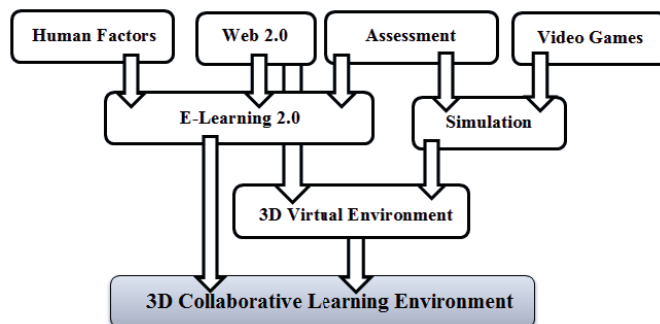 Human Factors
Web 2.0
Assessment
Video Games
E-Learning 2.0
Simulation
3D Virtual Environment
3D Collaborative Learning Environment